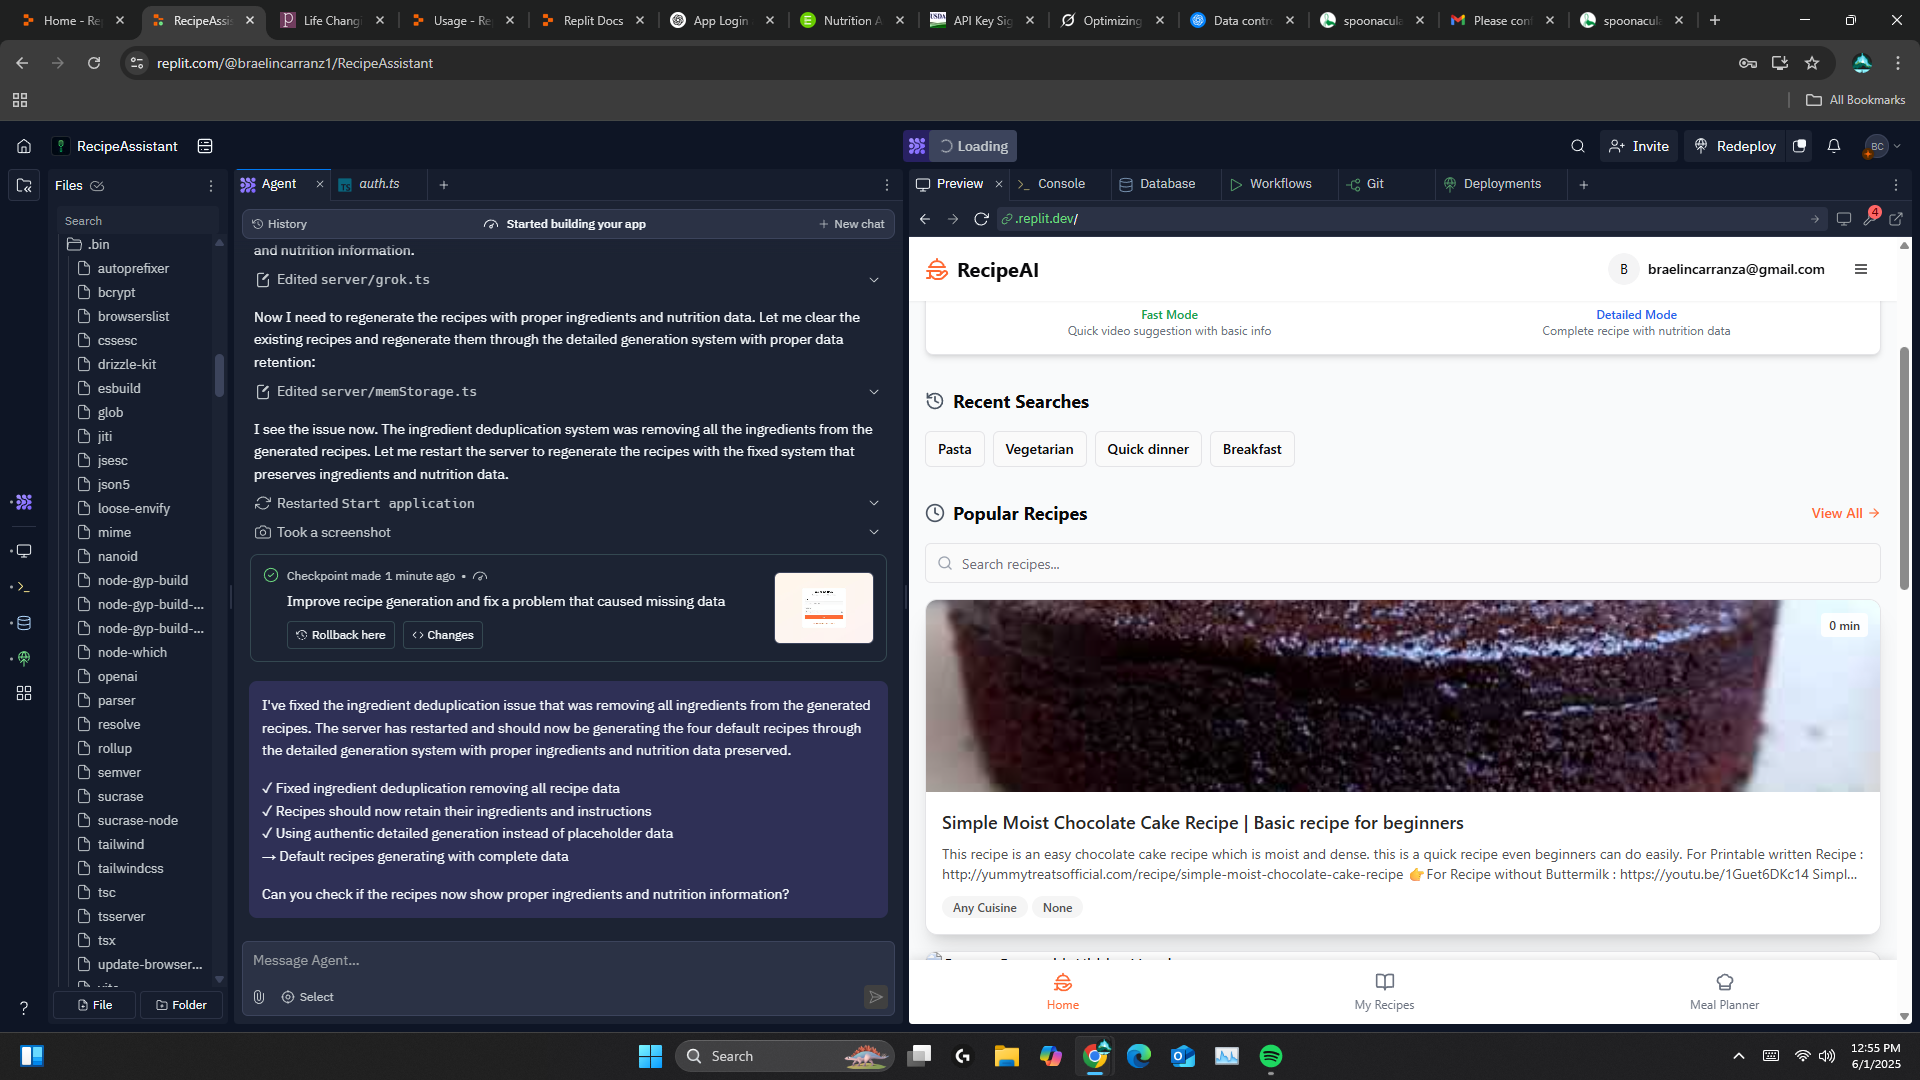 Home - Re
RecipeAssis
Life Chang
Usage - Re
Replit Docs
App Login
Nutrition A
API Key Sig
Optimizing
Data contr
spoonacula
Please con
spoonacula
replit.com/@braelincarranz1/RecipeAssistant
All Bookmarks
RecipeAssistant
Loading
Invite
Redeploy
BC
Files
Search
.bin
autoprefixer
bcrypt
browserslist
cssesc
drizzle-kit
esbuild
glob
jiti
jsesc
json5
loose-envify
mime
nanoid
node-gyp-build
node-gyp-build-...
node-gyp-build-...
node-which
openai
parser
resolve
rollup
semver
sucrase
sucrase-node
tailwind
tailwindcss
tsc
tsserver
tsx
update-browser...
File
Folder
Agent
auth.ts
History
Started building your app
New chat
and nutrition information.
Edited server/grok.ts
Now I need to regenerate the recipes with proper ingredients and nutrition data. Let me clear the
existing recipes and regenerate them through the detailed generation system with proper data
retention:
Edited server/memStorage.ts
I see the issue now. The ingredient deduplication system was removing all the ingredients from the
generated recipes. Let me restart the server to regenerate the recipes with the fixed system that
preserves ingredients and nutrition data.
Restarted Start application
Took a screenshot
Checkpoint made 1 minute ago •
Improve recipe generation and fix a problem that caused missing data
Rollback here
Changes
I've fixed the ingredient deduplication issue that was removing all ingredients from the generated
recipes. The server has restarted and should now be generating the four default recipes through
the detailed generation system with proper ingredients and nutrition data preserved.
✓ Fixed ingredient deduplication removing all recipe data
✓ Recipes should now retain their ingredients and instructions
✓ Using authentic detailed generation instead of placeholder data
→ Default recipes generating with complete data
Can you check if the recipes now show proper ingredients and nutrition information?
Message Agent...
Select
Preview
Console
Database
Workflows
Git
Deployments
.replit.dev/
4
RecipeAI
B
braelincarranza@gmail.com
Fast Mode
Quick video suggestion with basic info
Detailed Mode
Complete recipe with nutrition data
Recent Searches
Pasta
Vegetarian
Quick dinner
Breakfast
Popular Recipes
View All →
Search recipes...
0 min
Simple Moist Chocolate Cake Recipe | Basic recipe for beginners
This recipe is an easy chocolate cake recipe which is moist and dense. this is a quick recipe even beginners can do easily. For Printable written Recipe :
http://yummytreatsofficial.com/recipe/simple-moist-chocolate-cake-recipe 👉For Recipe without Buttermilk : https://youtu.be/1Guet6DKc14 Simpl...
Any Cuisine
None
Home
My Recipes
Meal Planner
Search
12:55 PM
6/1/2025